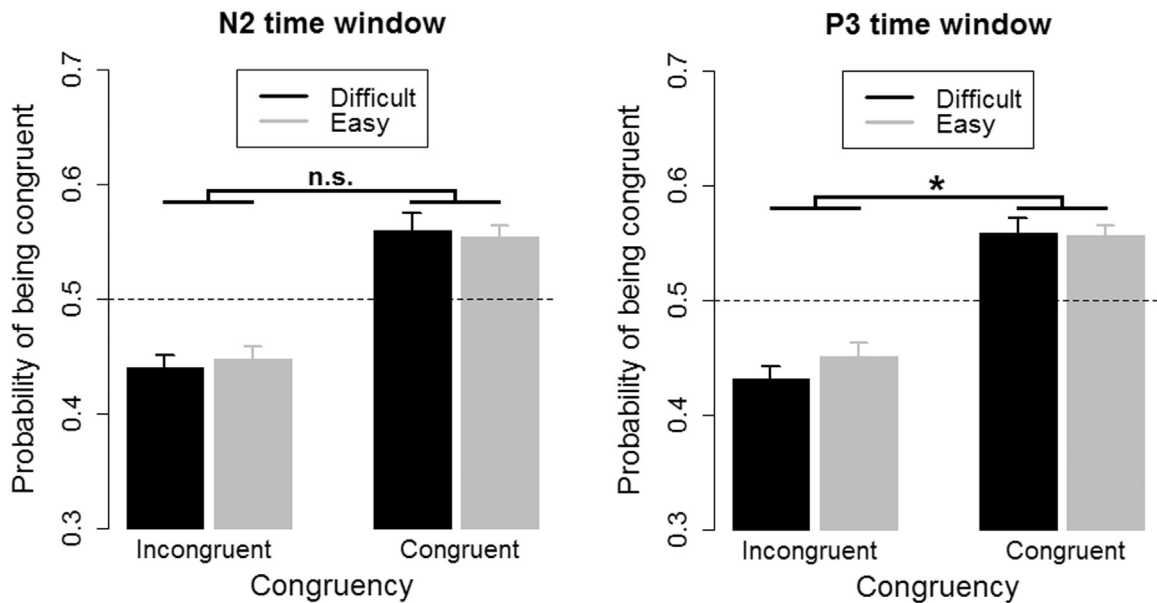 N2 time window
Probability of being congruent
0.7
0.6
0.5
0.4
0.3
Difficult
Easy
n.s.
Incongruent
Congruent
Congruency
P3 time window
Probability of being congruent
0.7
0.6
0.5
0.4
0.3
Difficult
Easy
*
Incongruent
Congruent
Congruency